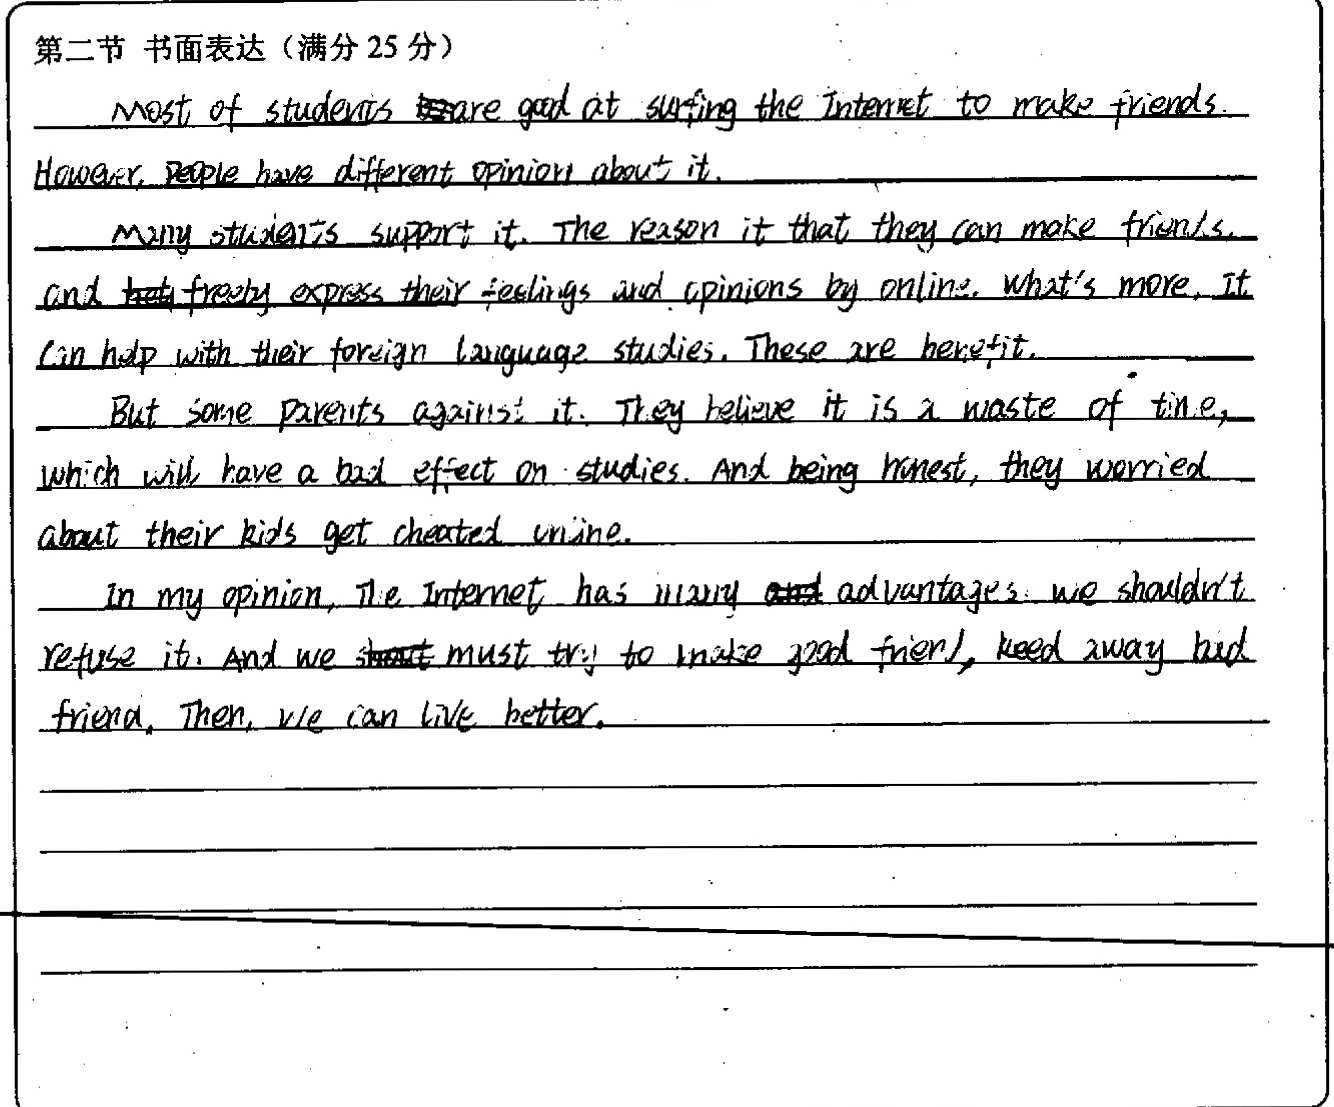 第二节 书面表达（满分 25 分）
Most of students are good at surfing the Internet to make friends.
However, People have different opinion about it.
Many students support it. The reason it that they can make friends.
and freely express their feelings and opinions by online. What's more, It
Can help with their foreign language studies. These are benefit.
But some parents against it. They believe it is a waste of time,
which will have a bad effect on studies. And being honest, they worried
about their kids get cheated online.
In my opinion, The Internet has many advantages. We shouldn't
refuse it. And we must try to make good friend, keed away bad
friend. Then, we can live better.